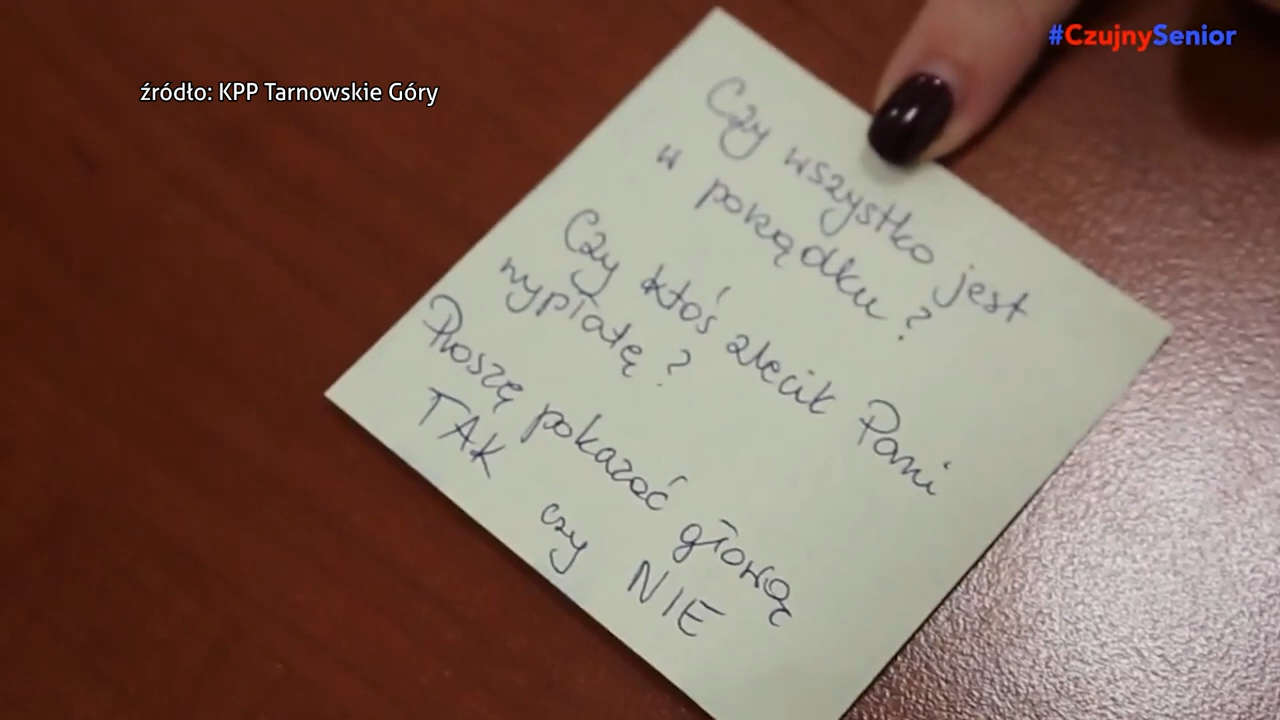 #CzujnySenior
źródło: KPP Tarnowskie Góry
Czy wszystko jest
w porządku?
Czy ktoś zlecił Pani
wypłatę?
Proszę pokazać głową
TAK czy NIE